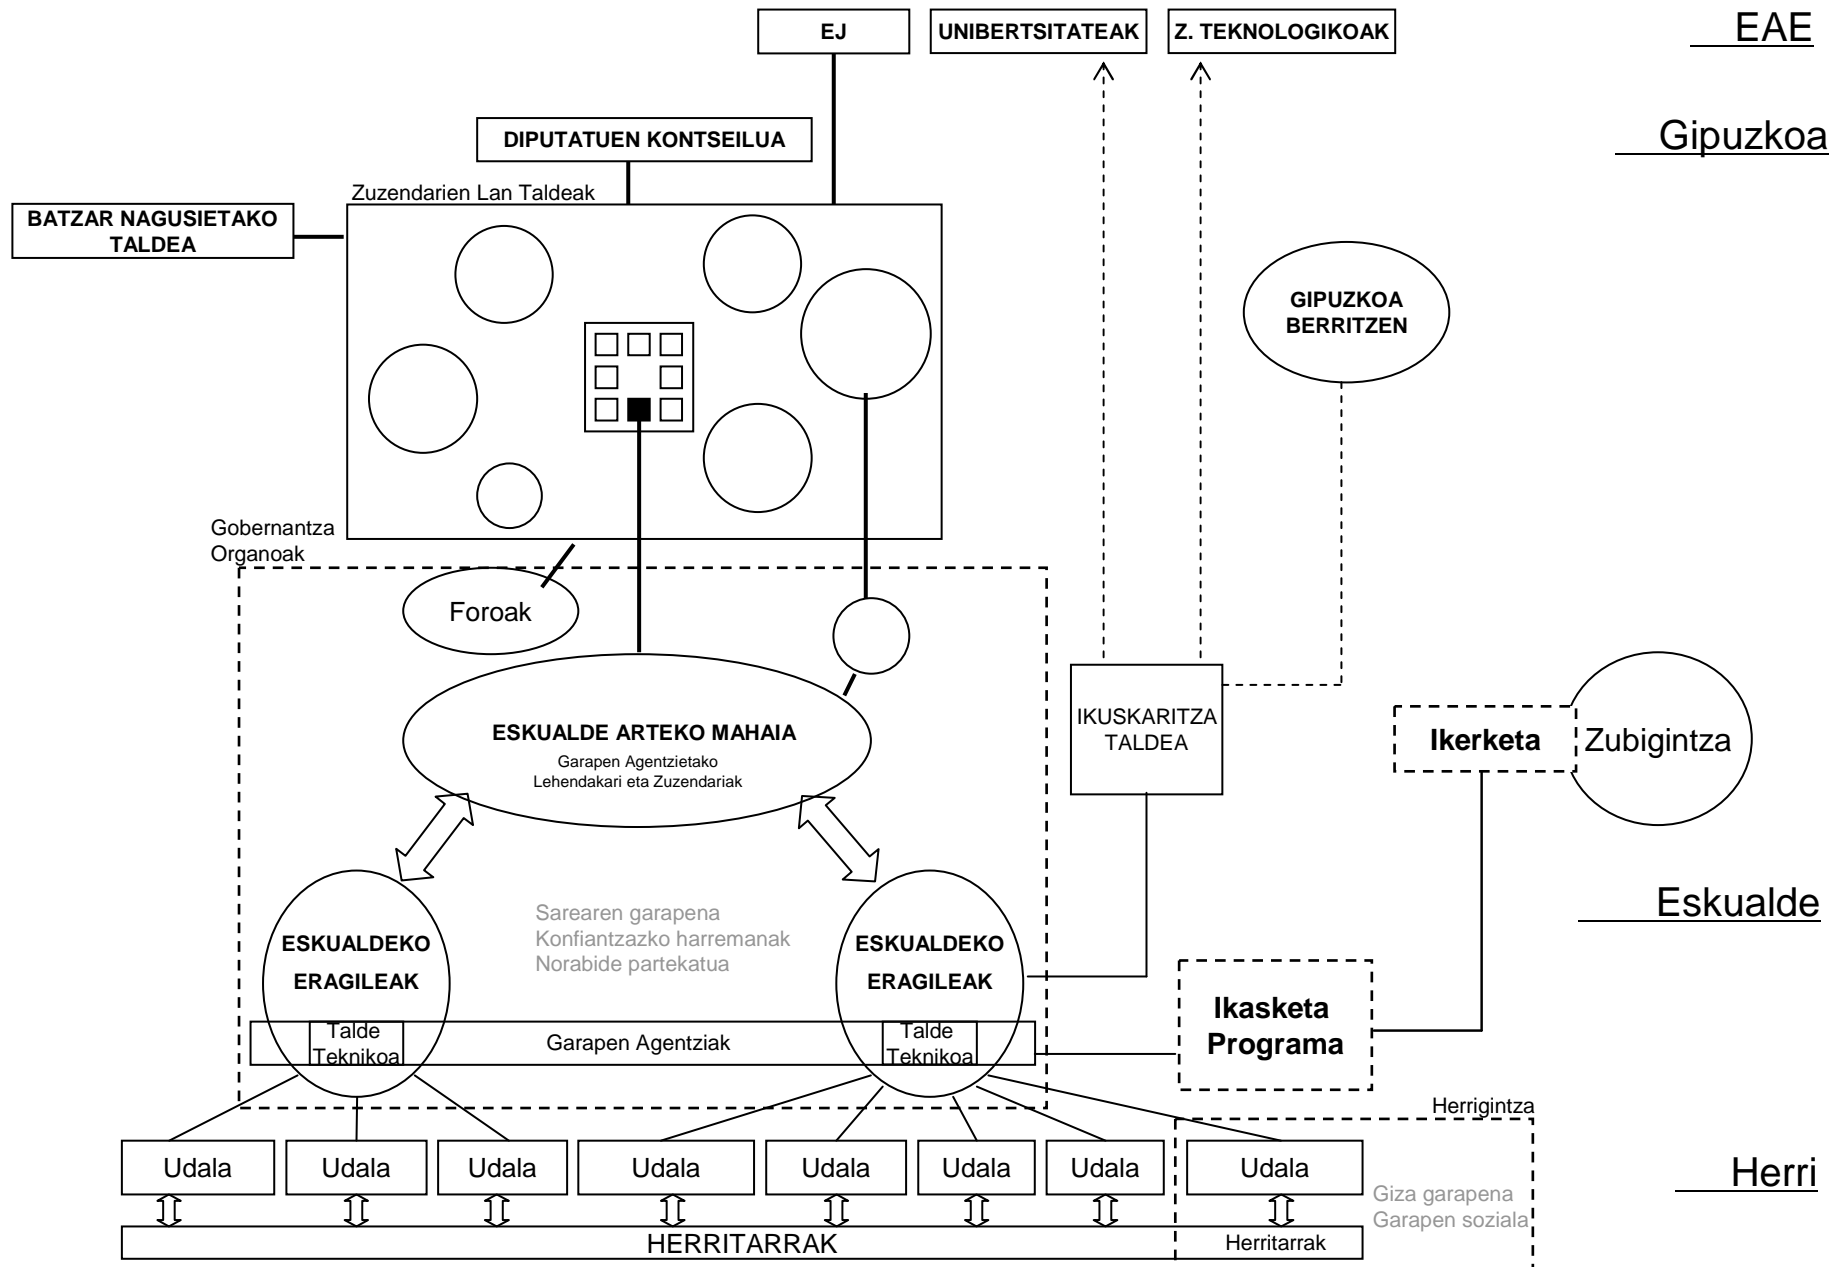 EJ
UNIBERTSITATEAK
Z. TEKNOLOGIKOAK
EAE
DIPUTATUEN KONTSEILUA
Gipuzkoa
Zuzendarien Lan Taldeak
BATZAR NAGUSIETAKO
TALDEA
GIPUZKOA
BERRITZEN
Gobernantza
Organoak
Foroak
ESKUALDE ARTEKO MAHAIA
Garapen Agentzietako
Lehendakari eta Zuzendariak
IKUSKARITZA
TALDEA
Ikerketa
Zubigintza
Sarearen garapena
Konfiantzazko harremanak
Norabide partekatua
ESKUALDEKO
ERAGILEAK
ESKUALDEKO
ERAGILEAK
Eskualde
Talde
Teknikoa
Garapen Agentziak
Talde
Teknikoa
Ikasketa
Programa
Herrigintza
Udala
Udala
Udala
Udala
Udala
Udala
Udala
Udala
Herri
Giza garapena
Garapen soziala
HERRITARRAK
Herritarrak